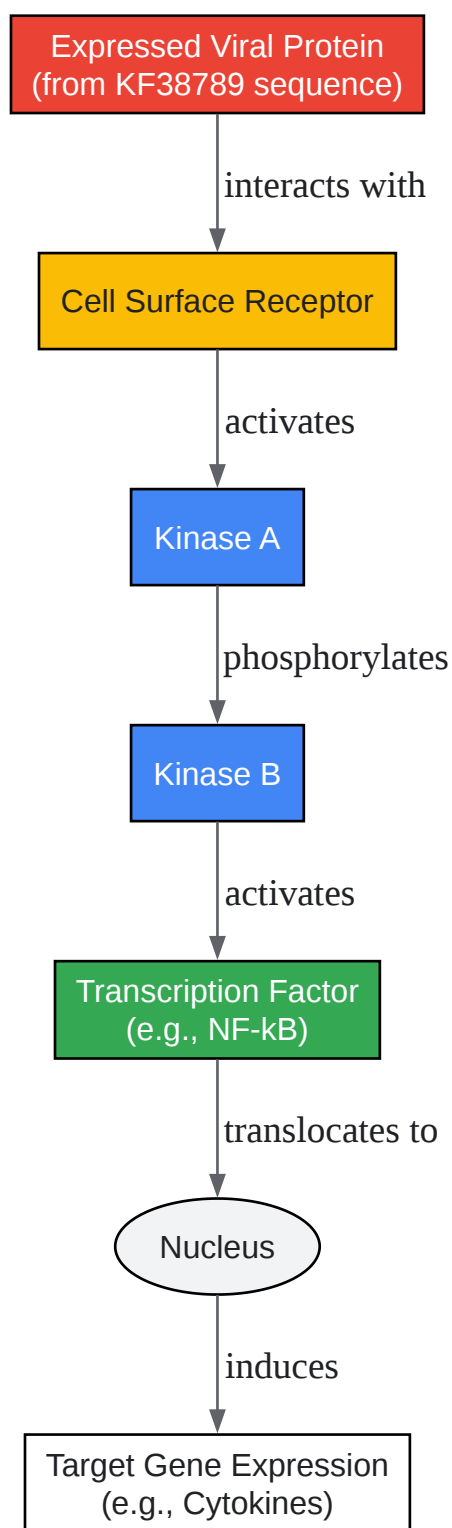 Expressed Viral Protein
(from KF38789 sequence)
interacts with
Cell Surface Receptor
activates
Kinase A
phosphorylates
Kinase B
activates
Transcription Factor
(e.g., NF-kB)
translocates to
Nucleus
induces
Target Gene Expression
(e.g., Cytokines)